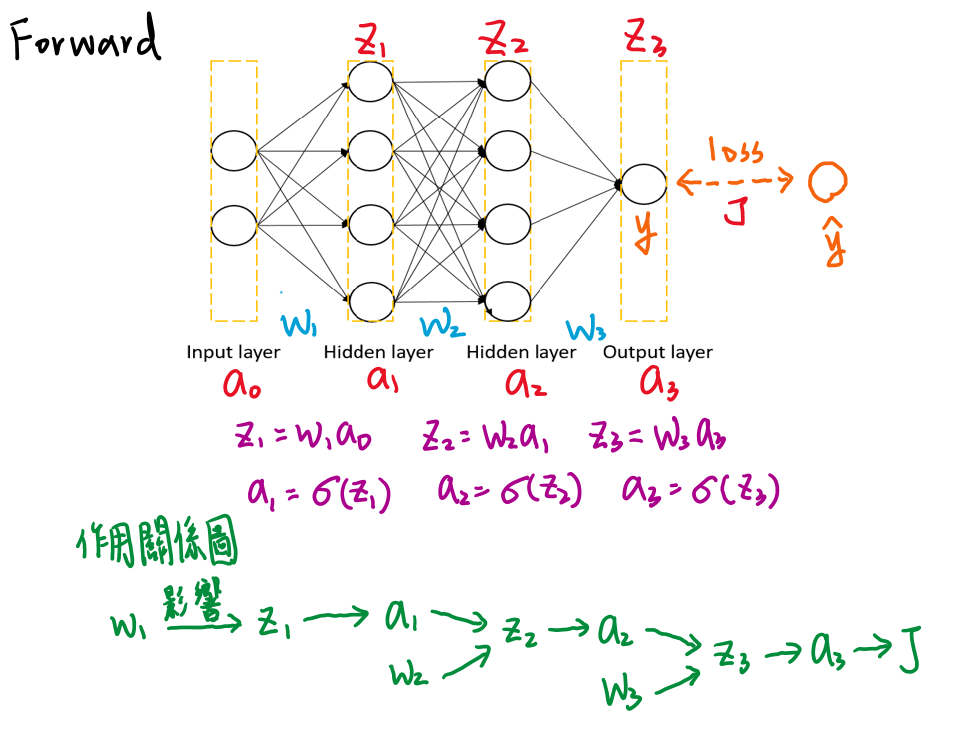 Forward
Z₁ Z₂ Z₃
loss
J
y ŷ
W₁ W₂ W₃
Input layer Hidden layer Hidden layer Output layer
a₀ a₁ a₂ a₃
Z₁ = W₁a₀ Z₂ = W₂a₁ Z₃ = W₃a₃
a₁ = σ(Z₁) a₂ = σ(Z₂) a₃ = σ(Z₃)
作用關係圖
W₁ 影響 Z₁ → a₁ → Z₂ → a₂ → Z₃ → a₃ → J
W₂ W₃